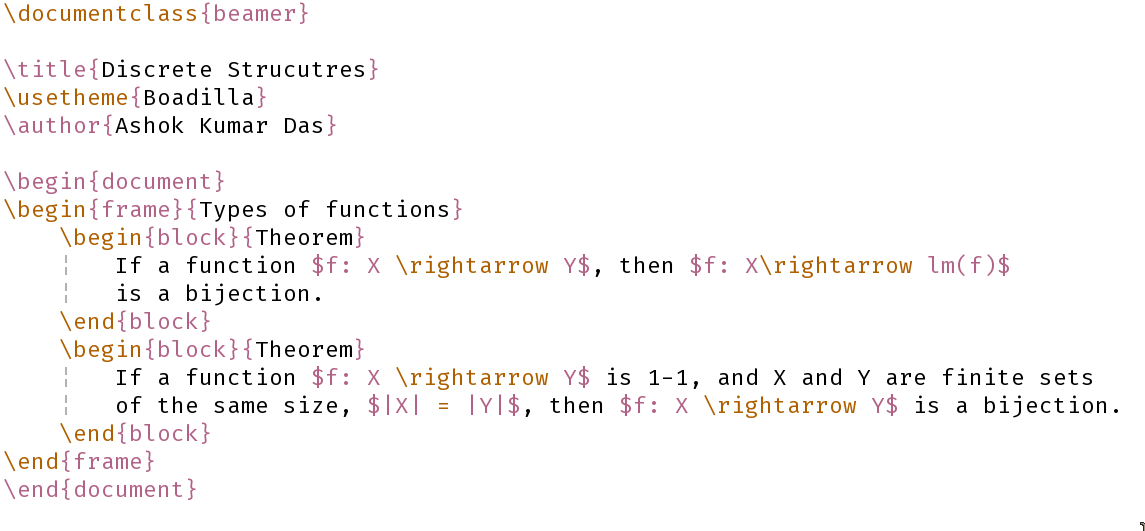 \documentclass{beamer}

\title{Discrete Strucutres}
\usetheme{Boadilla}
\author{Ashok Kumar Das}

\begin{document}
\begin{frame}{Types of functions}
    \begin{block}{Theorem}
        If a function $f: X \rightarrow Y$, then $f: X\rightarrow lm(f)$
        is a bijection.
    \end{block}
    \begin{block}{Theorem}
        If a function $f: X \rightarrow Y$ is 1-1, and X and Y are finite sets
        of the same size, $|X| = |Y|$, then $f: X \rightarrow Y$ is a bijection.
    \end{block}
\end{frame}
\end{document}